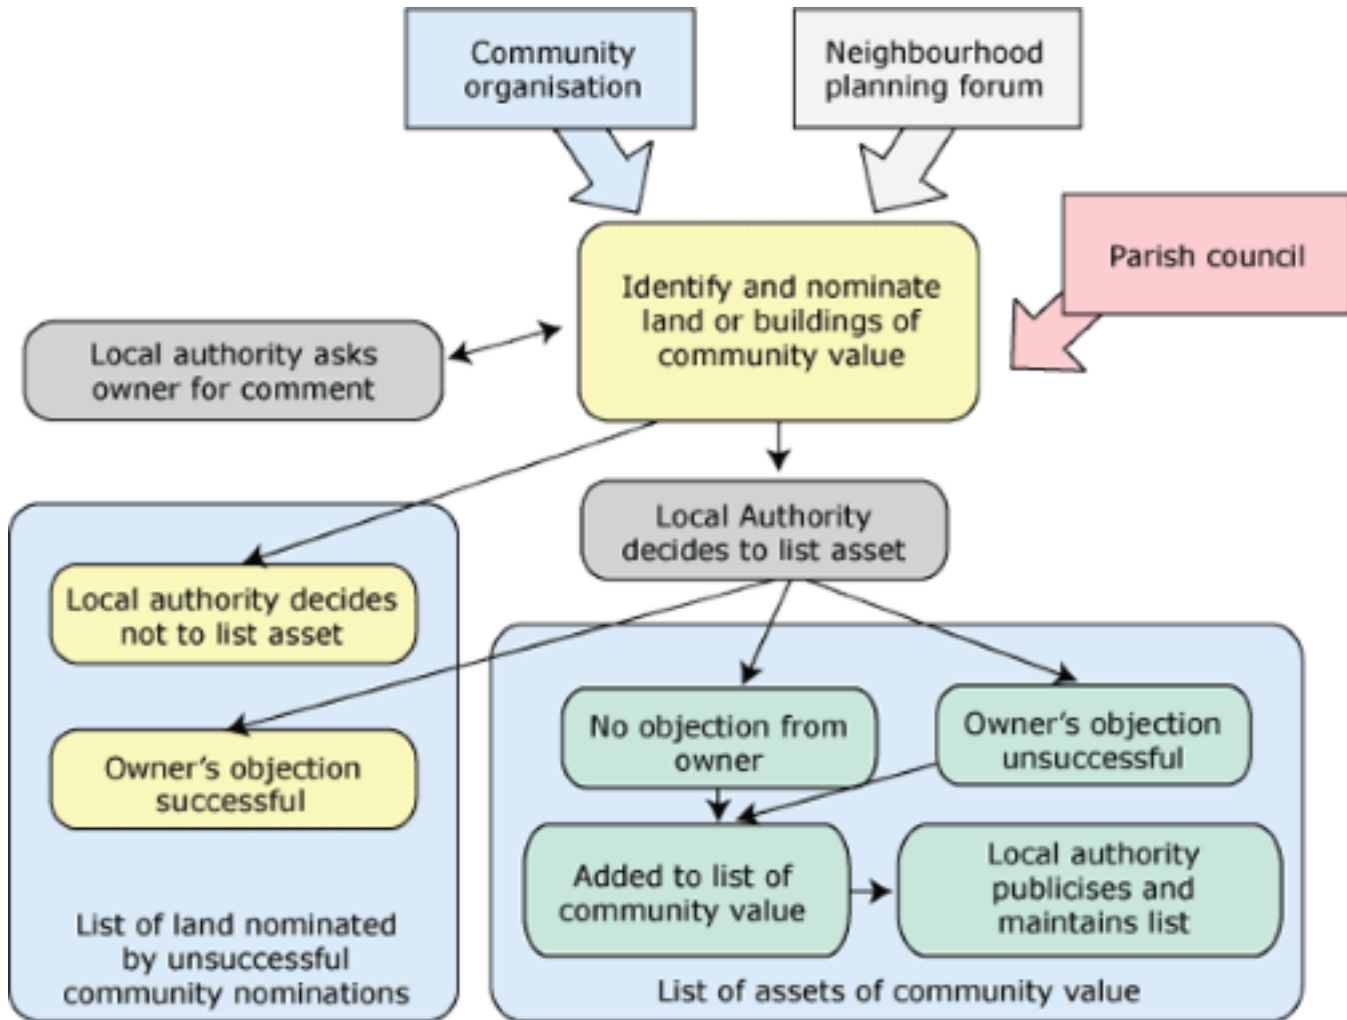 Community
organisation
Neighbourhood
planning forum
Parish council
Identify and nominate
land or buildings of
community value
Local authority asks
owner for comment
Local Authority
decides to list asset
Local authority decides
not to list asset
Owner's objection
successful
List of land nominated
by unsuccessful
community nominations
No objection from
owner
Owner's objection
unsuccessful
Added to list of
community value
Local authority
publicises and
maintains list
List of assets of community value